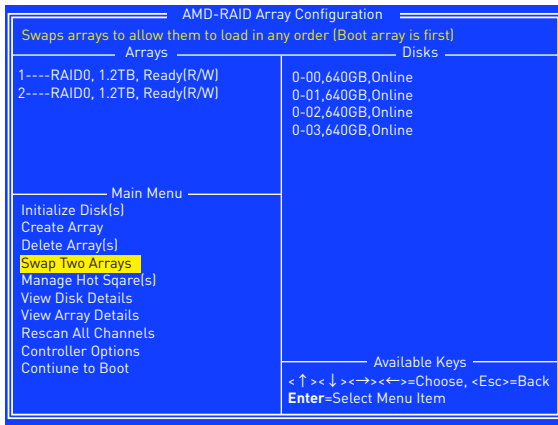 AMD-RAID Array Configuration
Swaps arrays to allow them to load in any order (Boot array is first)
Arrays
1----RAID0, 1.2TB, Ready(R/W)
2----RAID0, 1.2TB, Ready(R/W)
Disks
0-00,640GB,Online
0-01,640GB,Online
0-02,640GB,Online
0-03,640GB,Online
Main Menu
Initialize Disk(s)
Create Array
Delete Array(s)
Swap Two Arrays
Manage Hot Sqare(s)
View Disk Details
View Array Details
Rescan All Channels
Controller Options
Contiune to Boot
Available Keys
<↑><↓><→><←>=Choose, <Esc>=Back
Enter=Select Menu Item